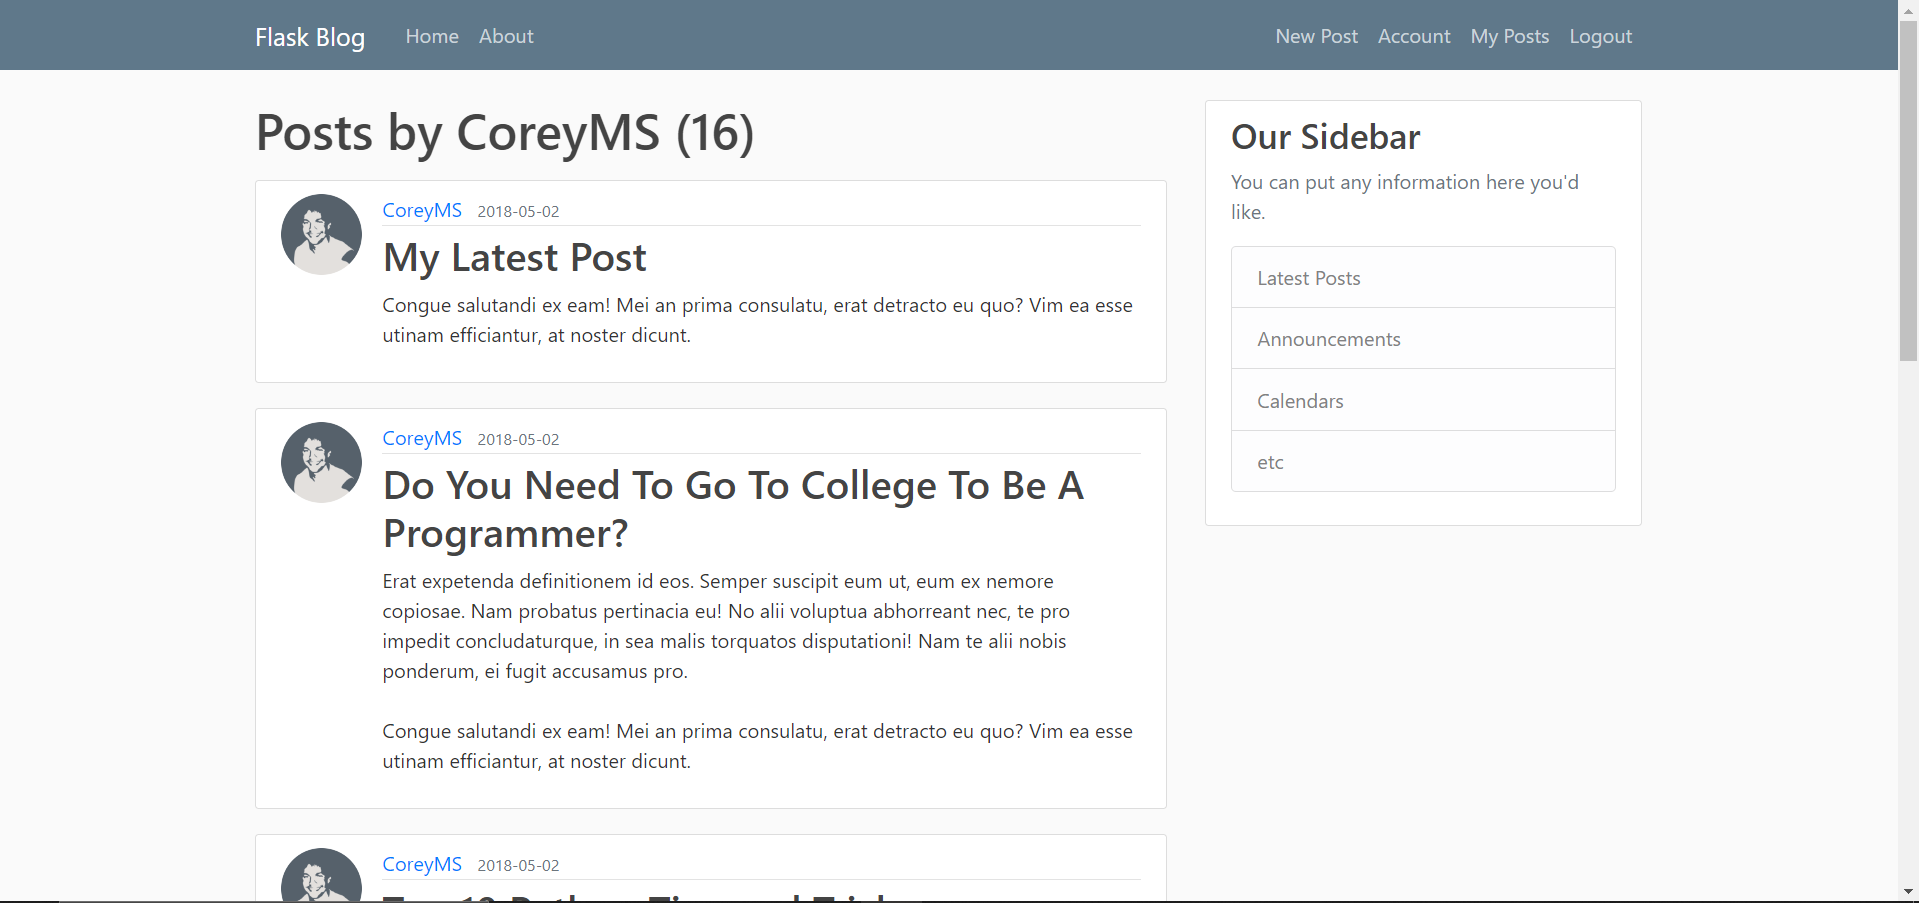 Flask Blog Home About New Post Account My Posts Logout
Posts by CoreyMS (16)
CoreyMS 2018-05-02
My Latest Post
Congue salutandi ex eam! Mei an prima consulatu, erat detracto eu quo? Vim ea esse
utinam efficiantur, at noster dicunt.
CoreyMS 2018-05-02
Do You Need To Go To College To Be A
Programmer?
Erat expetenda definitionem id eos. Semper suscipit eum ut, eum ex nemore
copiosae. Nam probatus pertinacia eu! No alii voluptua abhorreant nec, te pro
impedit concludaturque, in sea malis torquatos disputationi! Nam te alii nobis
ponderum, ei fugit accusamus pro.
Congue salutandi ex eam! Mei an prima consulatu, erat detracto eu quo? Vim ea esse
utinam efficiantur, at noster dicunt.
CoreyMS 2018-05-02
Our Sidebar
You can put any information here you'd
like.
Latest Posts
Announcements
Calendars
etc